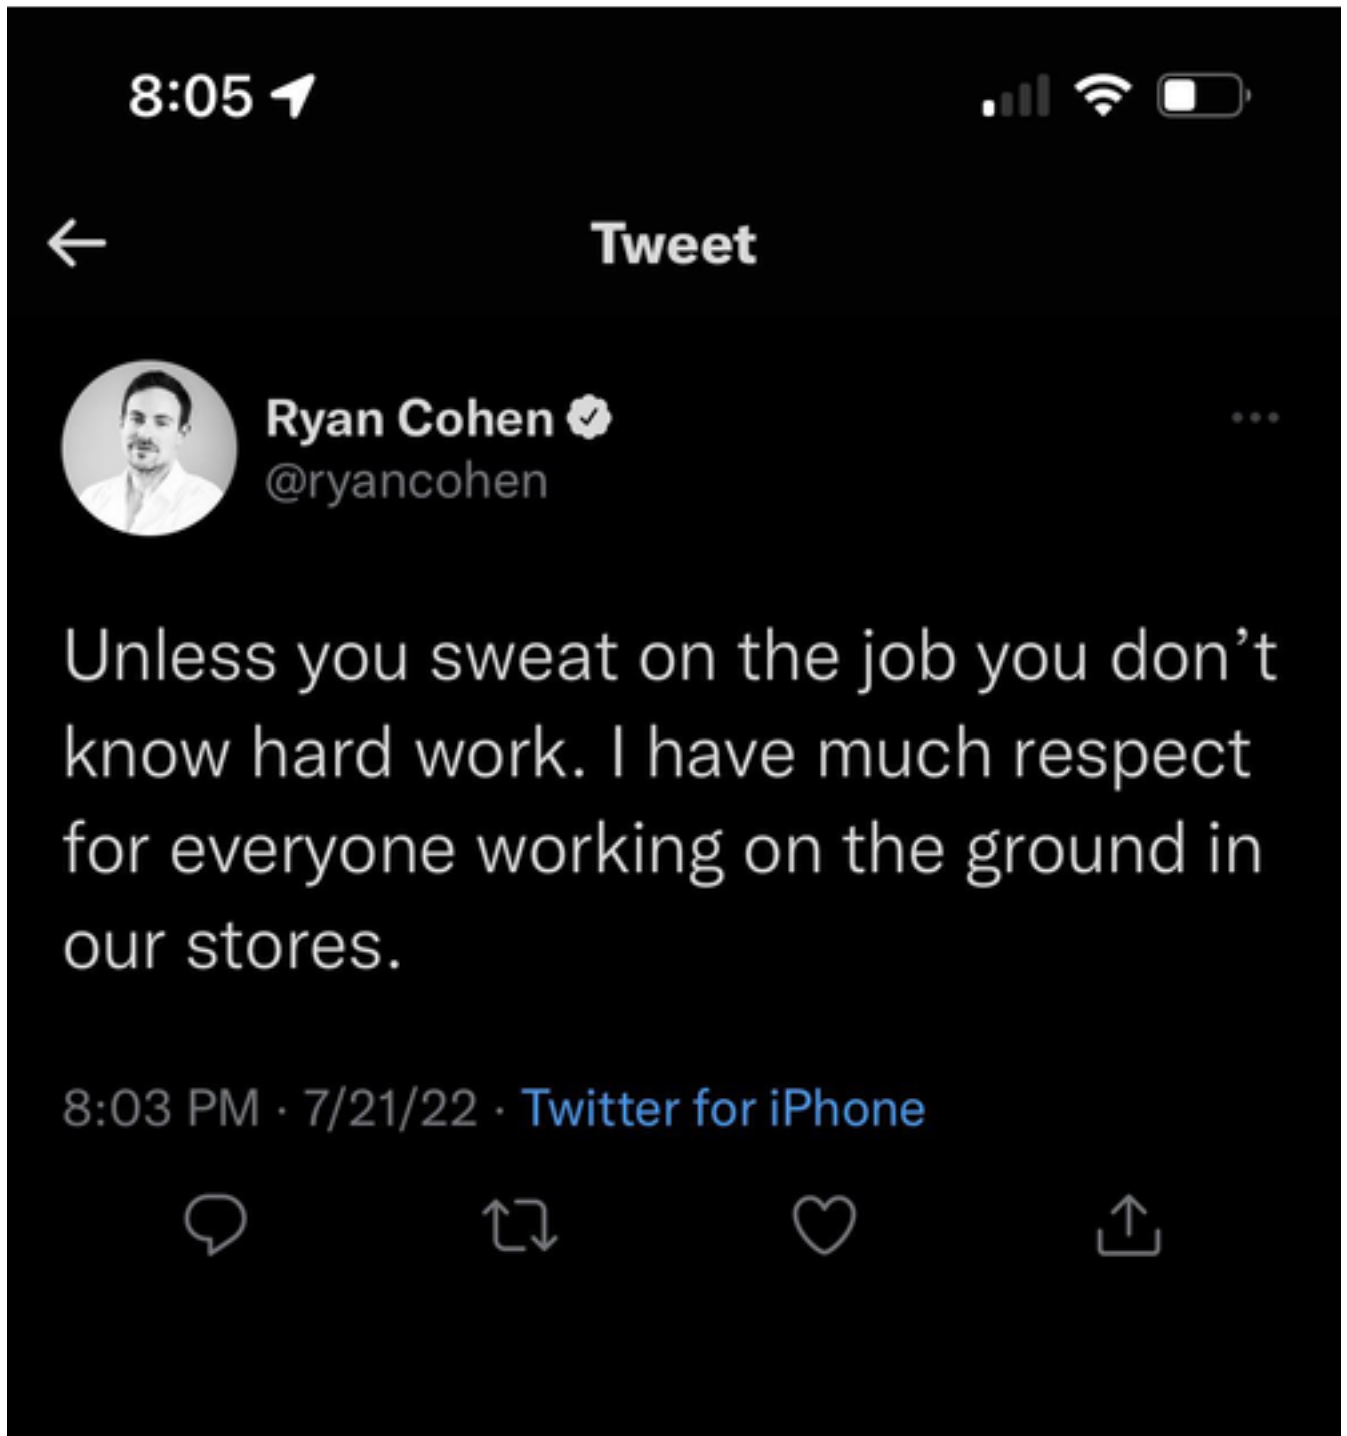 8:05
Tweet
Ryan Cohen
@ryancohen
Unless you sweat on the job you don’t
know hard work. I have much respect
for everyone working on the ground in
our stores.
8:03 PM · 7/21/22 · Twitter for iPhone